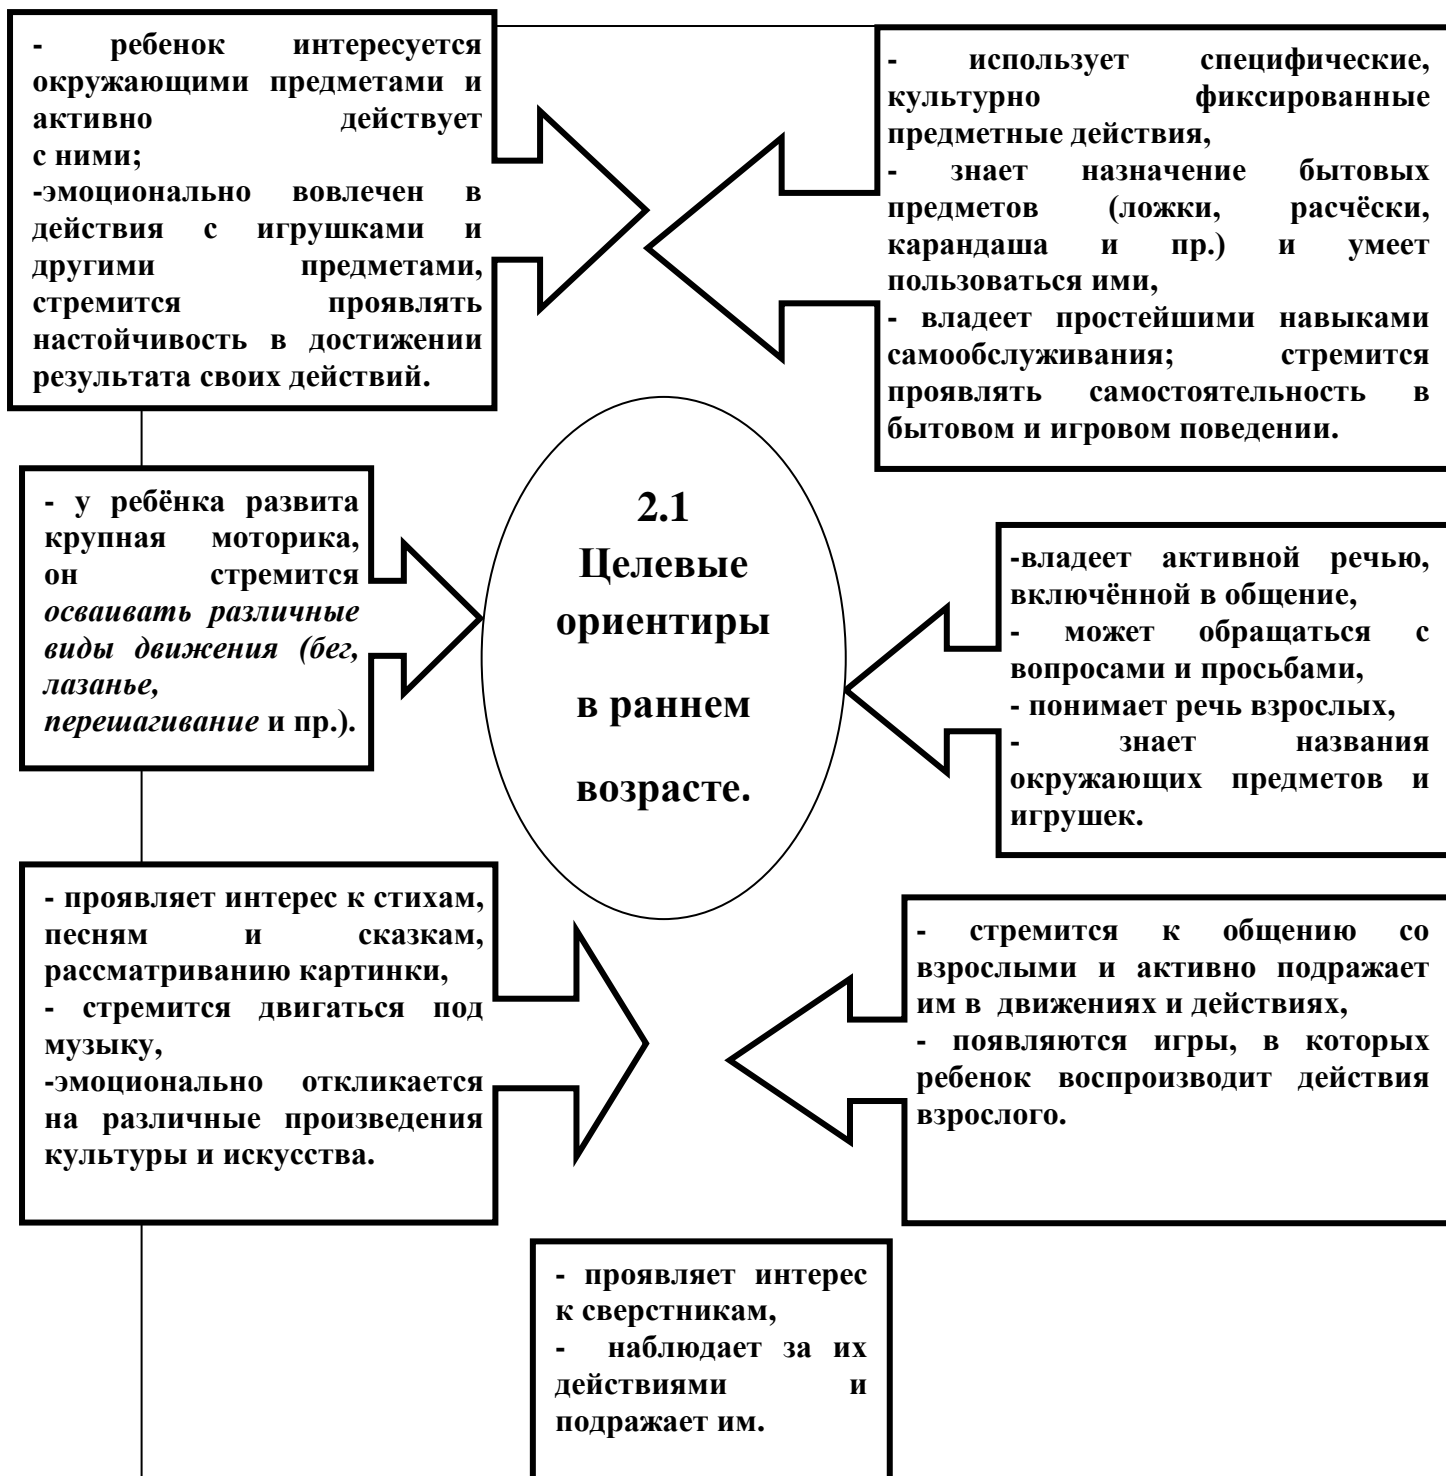 - ребенок интересуется
окружающими предметами и
активно действует
с ними;
-эмоционально вовлечен в
действия с игрушками и
другими предметами,
стремится проявлять
настойчивость в достижении
результата своих действий.
- использует специфические,
культурно фиксированные
предметные действия,
- знает назначение бытовых
предметов (ложки, расчёски,
карандаша и пр.) и умеет
пользоваться ими,
- владеет простейшими навыками
самообслуживания; стремится
проявлять самостоятельность в
бытовом и игровом поведении.
- у ребёнка развита
крупная моторика,
он стремится
осваивать различные
виды движения (бег,
лазанье,
перешагивание и пр.).
2.1
Целевые
ориентиры
в раннем
возрасте.
-владеет активной речью,
включённой в общение,
- может обращаться с
вопросами и просьбами,
- понимает речь взрослых,
- знает названия
окружающих предметов и
игрушек.
- проявляет интерес к стихам,
песням и сказкам,
рассматриванию картинки,
- стремится двигаться под
музыку,
-эмоционально откликается
на различные произведения
культуры и искусства.
- стремится к общению со
взрослыми и активно подражает
им в движениях и действиях,
- появляются игры, в которых
ребенок воспроизводит действия
взрослого.
- проявляет интерес
к сверстникам,
- наблюдает за их
действиями и
подражает им.